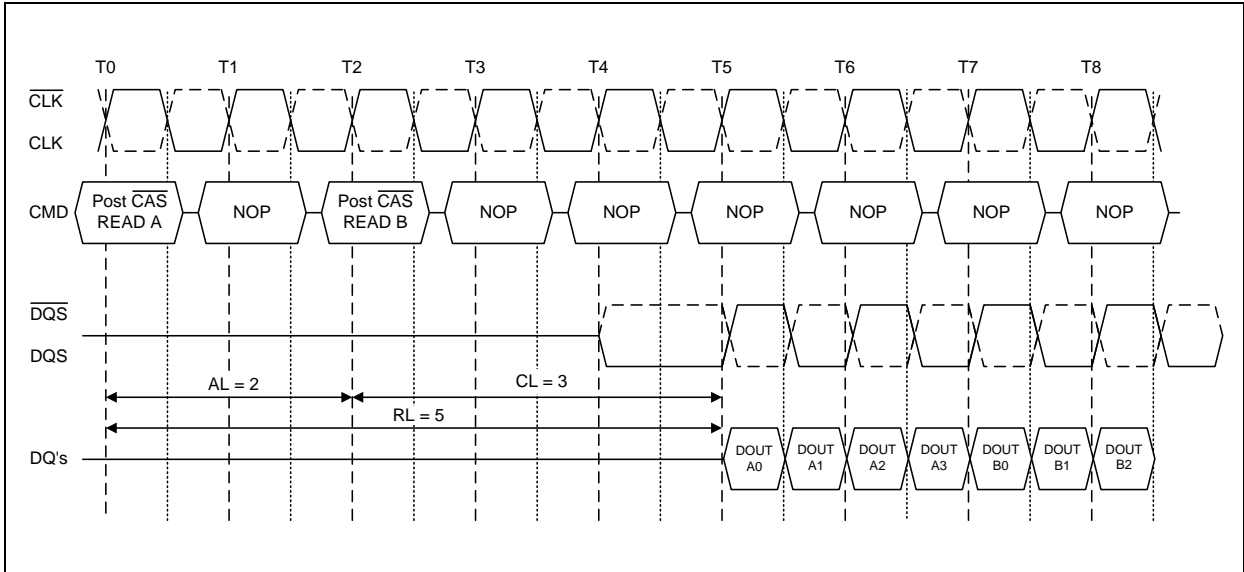 T0 T1 T2 T3 T4 T5 T6 T7 T8
CLK
CLK
CMD
Post CAS
READ A
NOP
Post CAS
READ B
NOP
NOP
NOP
NOP
NOP
NOP
DQS
DQS
AL = 2
CL = 3
RL = 5
DQ's
DOUT
A0
DOUT
A1
DOUT
A2
DOUT
A3
DOUT
B0
DOUT
B1
DOUT
B2